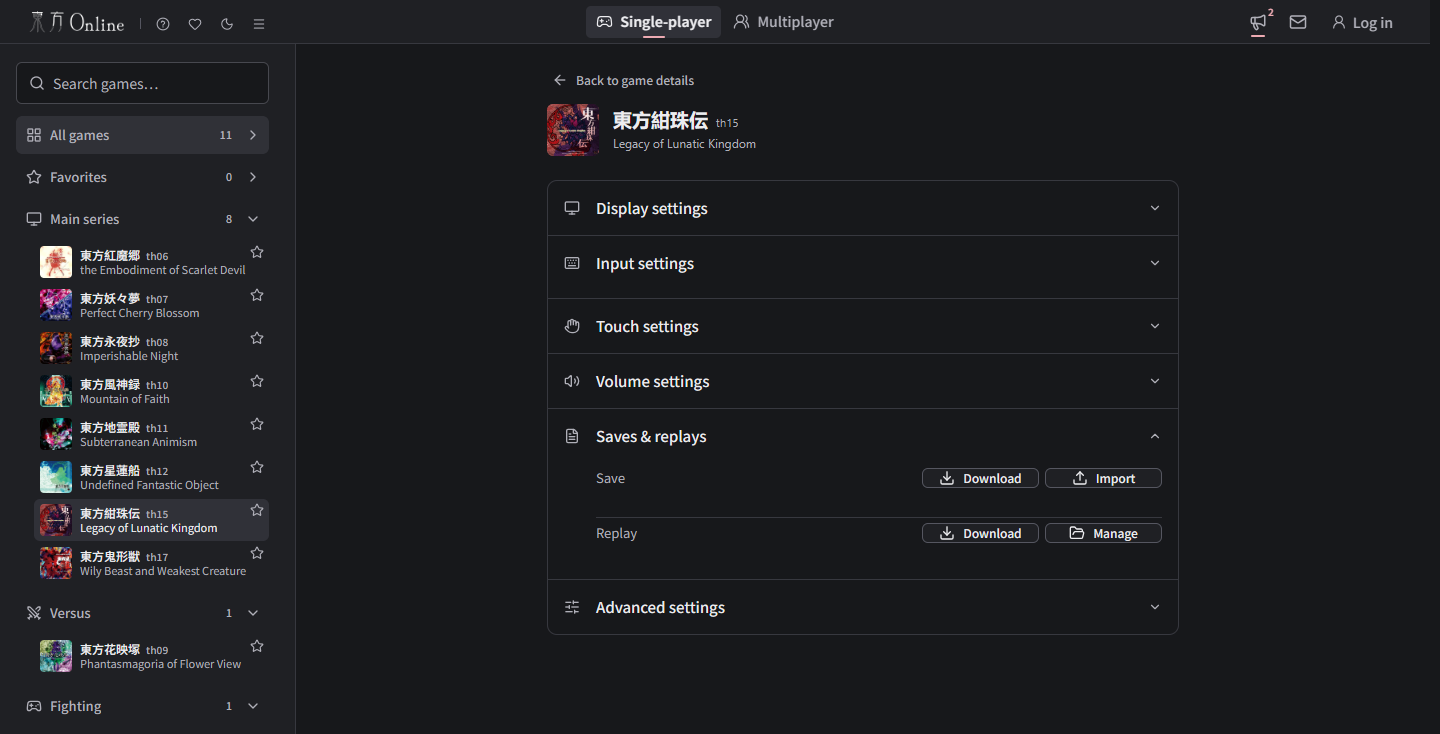 東方 Online
Single-player
Multiplayer
2
Log in
Search games…
All games 11
Favorites 0
Main series 8
東方紅魔郷 th06
the Embodiment of Scarlet Devil
東方妖々夢 th07
Perfect Cherry Blossom
東方永夜抄 th08
Imperishable Night
東方風神録 th10
Mountain of Faith
東方地霊殿 th11
Subterranean Animism
東方星蓮船 th12
Undefined Fantastic Object
東方紺珠伝 th15
Legacy of Lunatic Kingdom
東方鬼形獣 th17
Wily Beast and Weakest Creature
Versus 1
東方花映塚 th09
Phantasmagoria of Flower View
Fighting 1
Back to game details
東方紺珠伝 th15
Legacy of Lunatic Kingdom
Display settings
Input settings
Touch settings
Volume settings
Saves & replays
Save Download Import
Replay Download Manage
Advanced settings